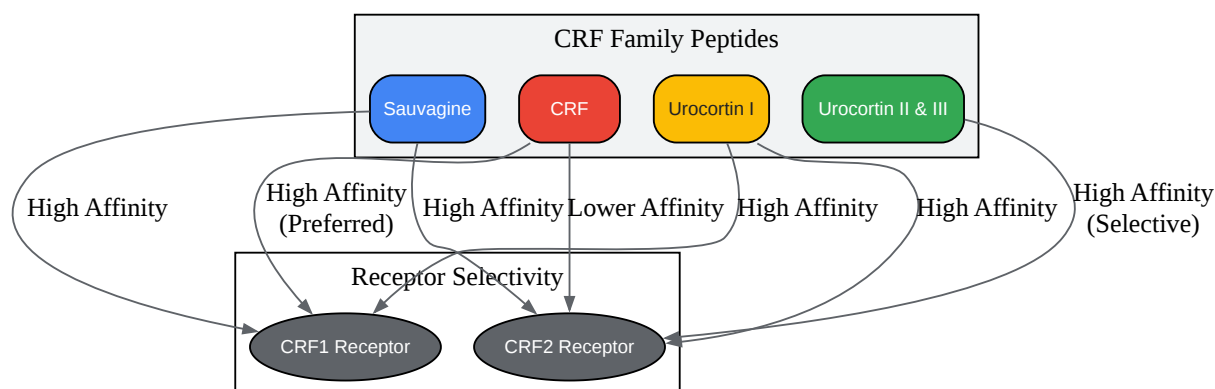 CRF Family Peptides
Sauvagine
CRF
Urocortin I
Urocortin II & III
High Affinity
High Affinity
(Preferred)
High Affinity
Lower Affinity
High Affinity
High Affinity
High Affinity
(Selective)
Receptor Selectivity
CRF1 Receptor
CRF2 Receptor